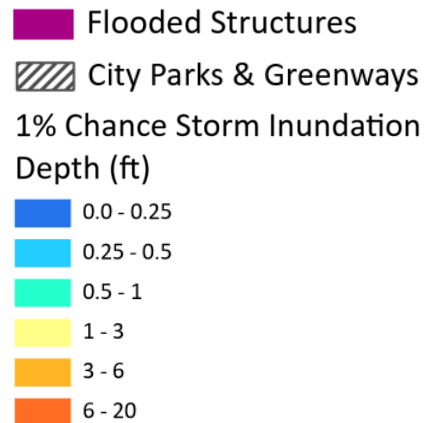 Flooded Structures
City Parks & Greenways
1% Chance Storm Inundation
Depth (ft)
0.0 - 0.25
0.25 - 0.5
0.5 - 1
1 - 3
3 - 6
6 - 20